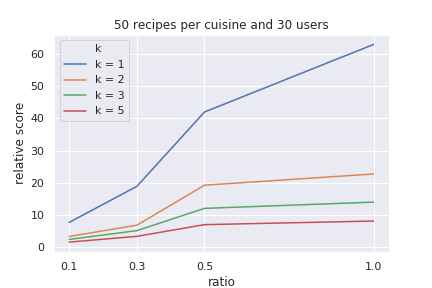 50 recipes per cuisine and 30 users
k
k = 1
k = 2
k = 3
k = 5
relative score
60
50
40
30
20
10
0
0.1 0.3 0.5 1.0
ratio